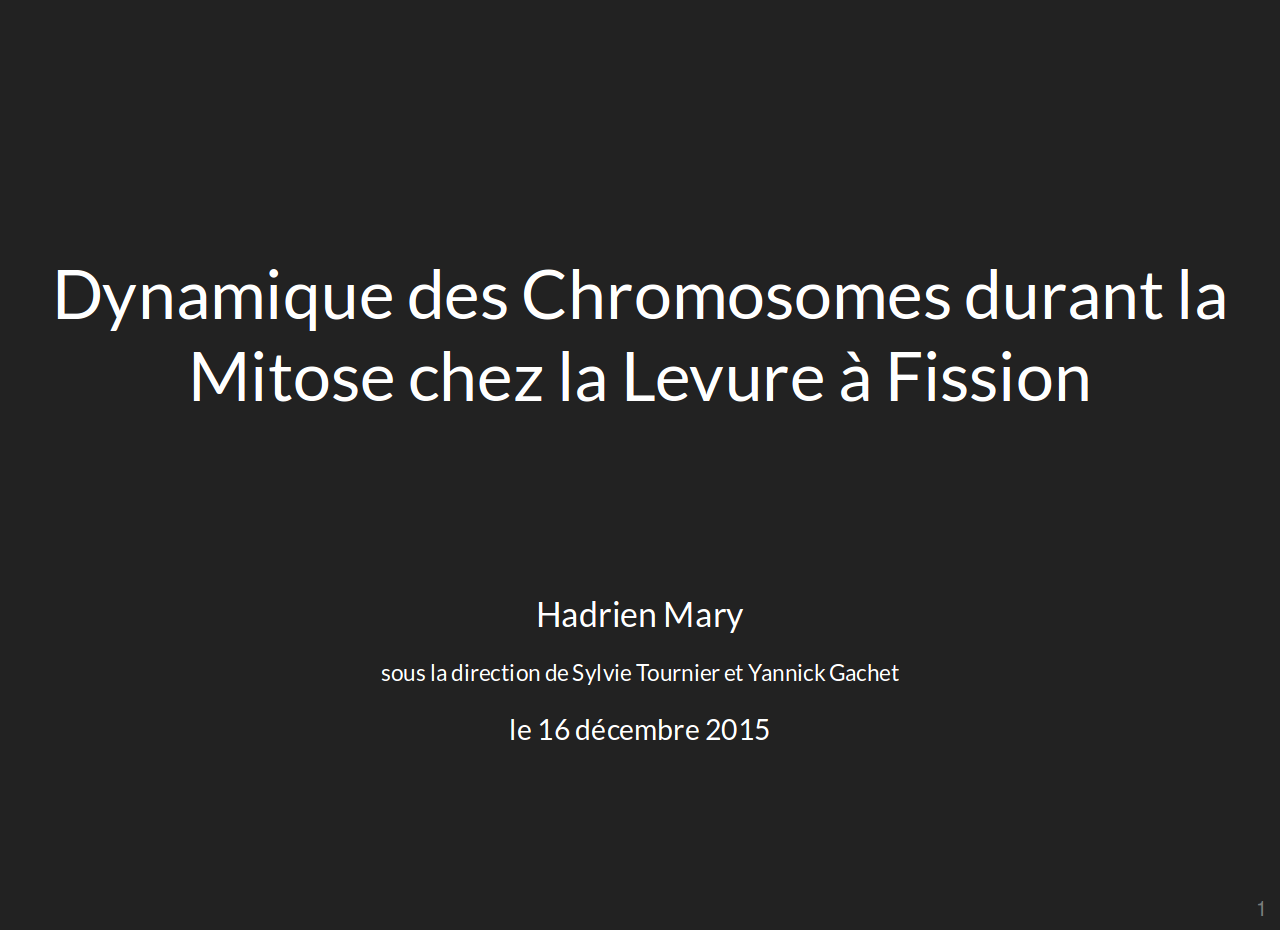 Dynamique des Chromosomes durant la
Mitose chez la Levure à Fission
Hadrien Mary
sous la direction de Sylvie Tournier et Yannick Gachet
le 16 décembre 2015
1